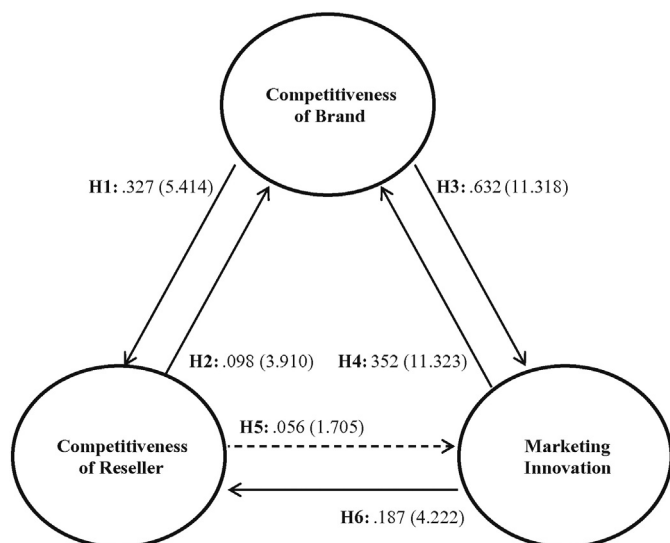 Competitiveness
of Brand
H1: .327 (5.414)
H3: .632 (11.318)
H2: .098 (3.910)
H4: 352 (11.323)
H5: .056 (1.705)
Competitiveness
of Reseller
Marketing
Innovation
H6: .187 (4.222)